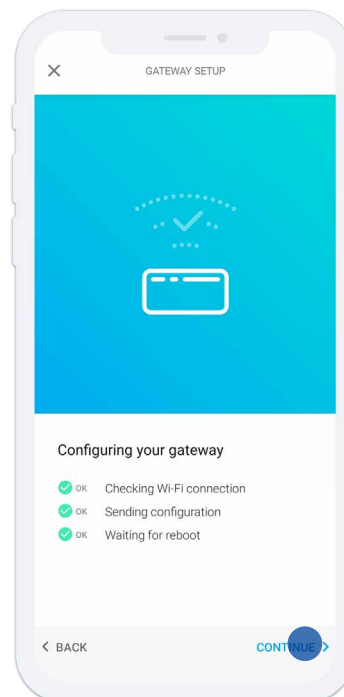 GATEWAY SETUP
Configuring your gateway
OK Checking Wi-Fi connection
OK Sending configuration
OK Waiting for reboot
BACK CONTINUE